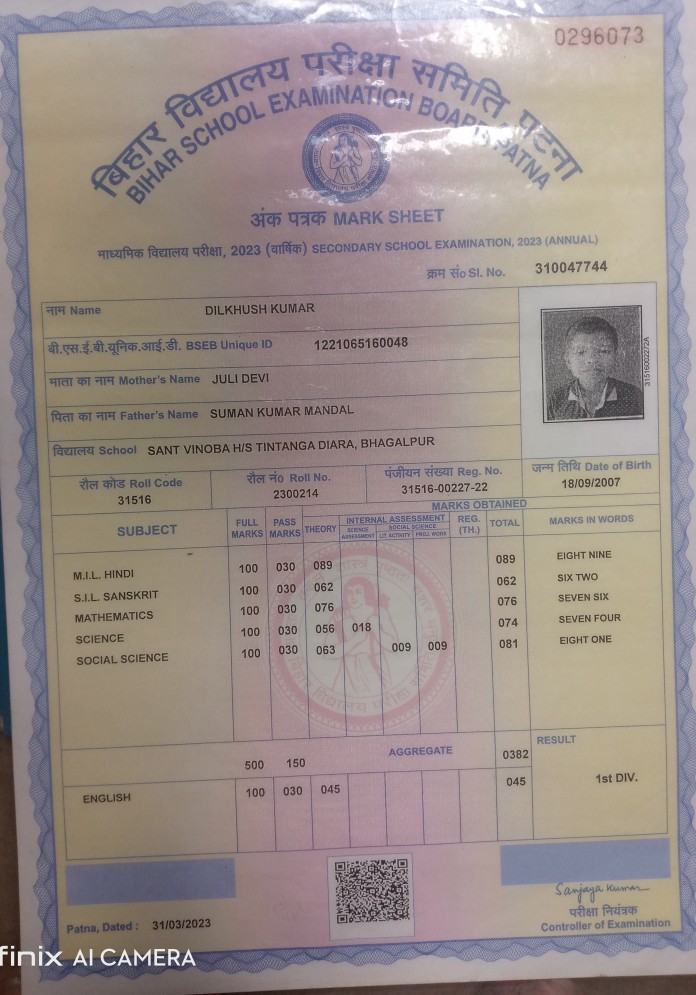 0296073
बिहार विद्यालय परीक्षा समिति, पटना
BIHAR SCHOOL EXAMINATION BOARD, PATNA
अंक पत्रक MARK SHEET
माध्यमिक विद्यालय परीक्षा, 2023 (वार्षिक) SECONDARY SCHOOL EXAMINATION, 2023 (ANNUAL)
क्रम सं० Sl. No. 310047744
नाम Name DILKHUSH KUMAR
बी.एस.ई.बी.यूनिक.आई.डी. BSEB Unique ID 1221065160048
माता का नाम Mother's Name JULI DEVI
पिता का नाम Father's Name SUMAN KUMAR MANDAL
विद्यालय School SANT VINOBA H/S TINTANGA DIARA, BHAGALPUR
31516002272A
रौल कोड Roll Code रौल नं० Roll No. पंजीयन संख्या Reg. No. जन्म तिथि Date of Birth
31516 2300214 31516-00227-22 18/09/2007
MARKS OBTAINED
SUBJECT FULL MARKS PASS MARKS THEORY INTERNAL ASSESSMENT SCIENCE ASSESSMENT SOCIAL SCIENCE LIT. ACTIVITY PROJ. WORK REG. (TH.) TOTAL MARKS IN WORDS
M.I.L. HINDI 100 030 089 089 EIGHT NINE
S.I.L. SANSKRIT 100 030 062 062 SIX TWO
MATHEMATICS 100 030 076 076 SEVEN SIX
SCIENCE 100 030 056 018 074 SEVEN FOUR
SOCIAL SCIENCE 100 030 063 009 009 081 EIGHT ONE
500 150 AGGREGATE 0382 RESULT
ENGLISH 100 030 045 045 1st DIV.
Sanjaya Kumar
परीक्षा नियंत्रक
Patna, Dated : 31/03/2023 Controller of Examination
finix AI CAMERA